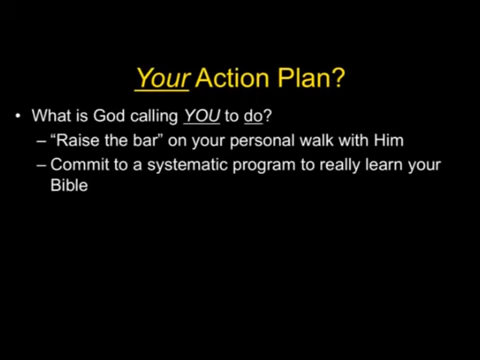 Your Action Plan?
• What is God calling YOU to do?
– “Raise the bar” on your personal walk with Him
– Commit to a systematic program to really learn your
Bible